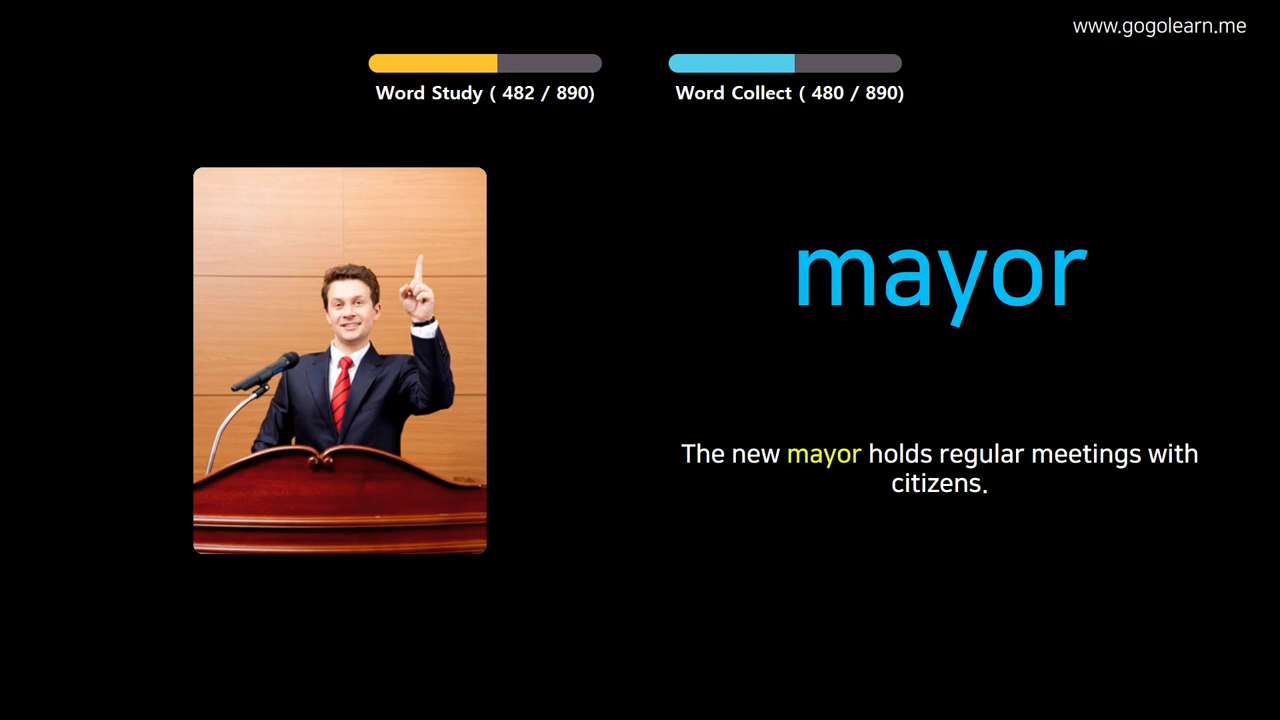 www.gogolearn.me
Word Study ( 482 / 890)
Word Collect ( 480 / 890)
mayor
The new mayor holds regular meetings with
citizens.